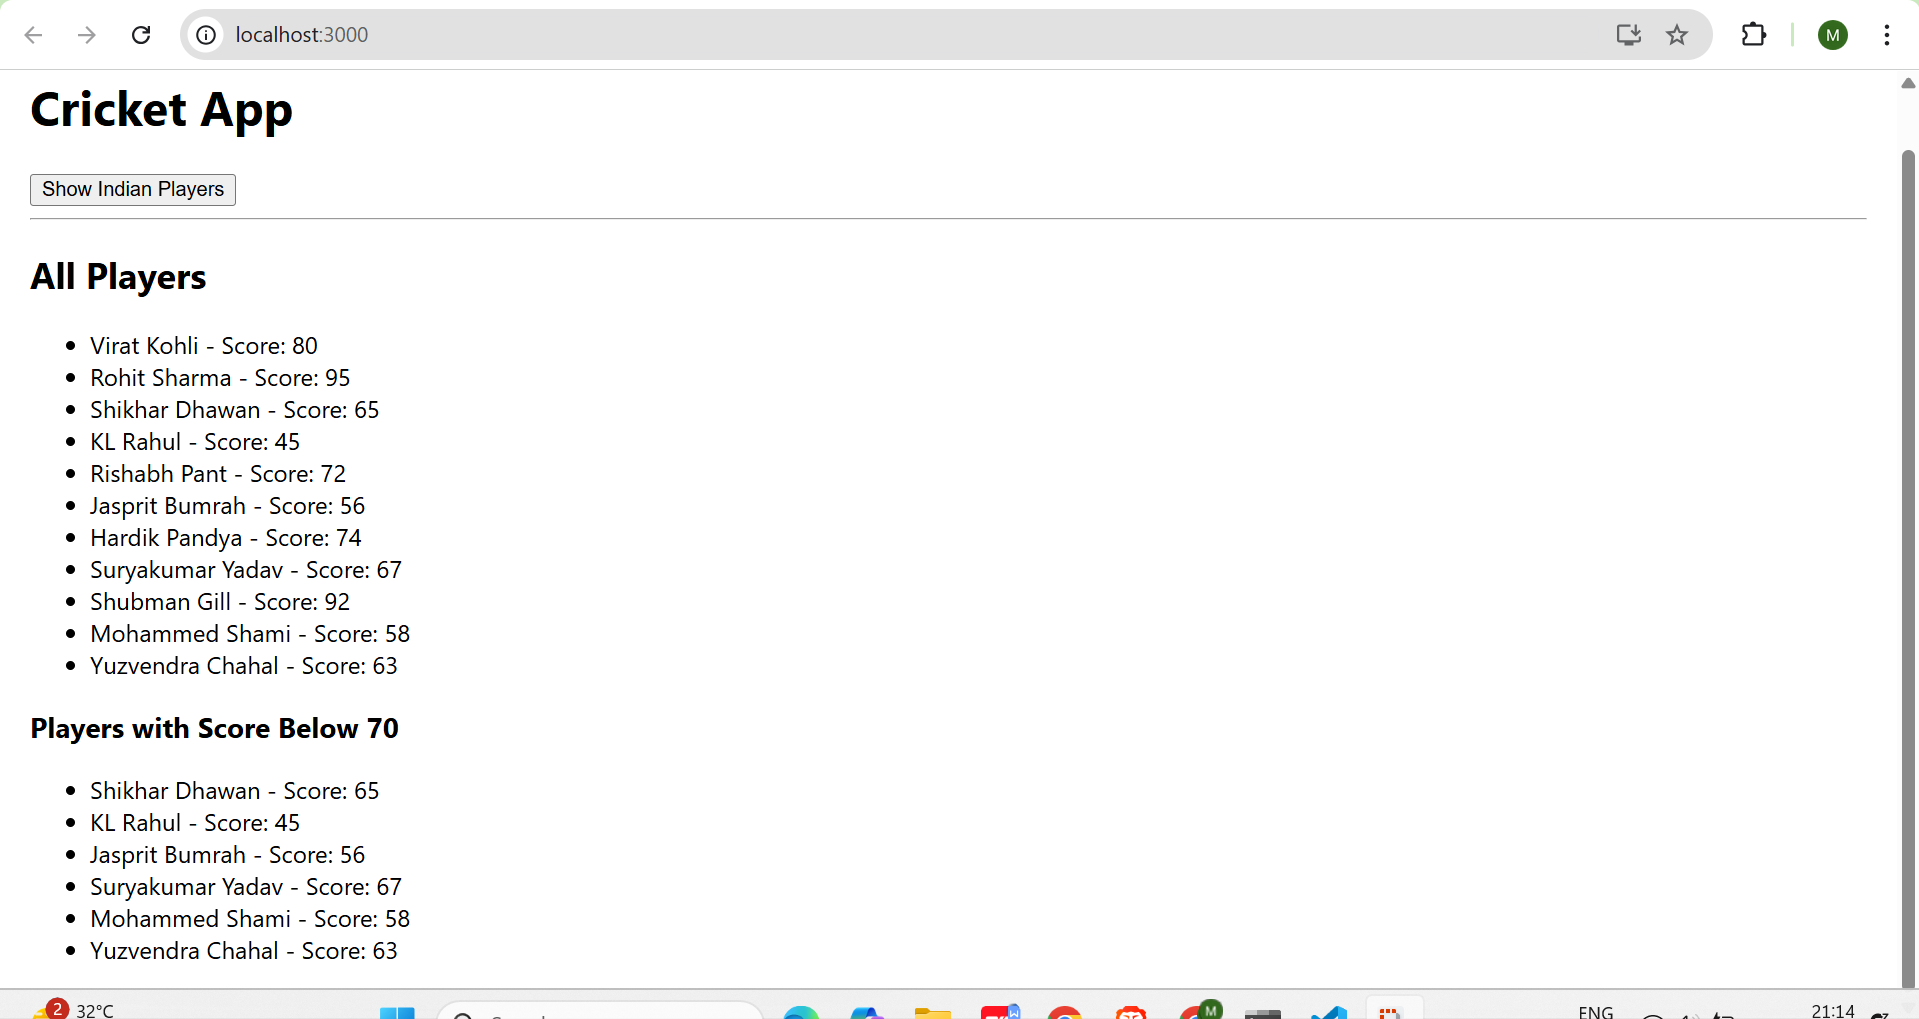 localhost:3000
M
Cricket App
Show Indian Players
All Players
Virat Kohli - Score: 80
Rohit Sharma - Score: 95
Shikhar Dhawan - Score: 65
KL Rahul - Score: 45
Rishabh Pant - Score: 72
Jasprit Bumrah - Score: 56
Hardik Pandya - Score: 74
Suryakumar Yadav - Score: 67
Shubman Gill - Score: 92
Mohammed Shami - Score: 58
Yuzvendra Chahal - Score: 63
Players with Score Below 70
Shikhar Dhawan - Score: 65
KL Rahul - Score: 45
Jasprit Bumrah - Score: 56
Suryakumar Yadav - Score: 67
Mohammed Shami - Score: 58
Yuzvendra Chahal - Score: 63
2 32°C
M
ENG
21:14